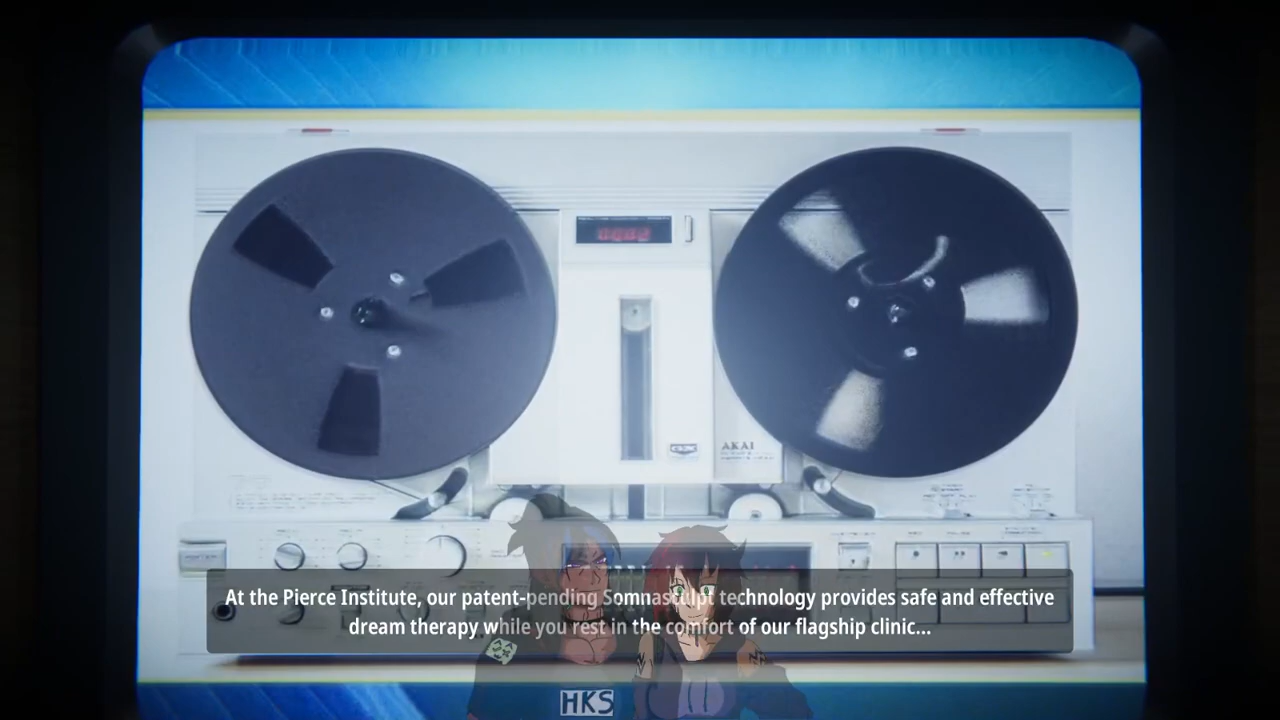 AKAI
At the Pierce Institute, our patent-pending Somnasculpt technology provides safe and effective
dream therapy while you rest in the comfort of our flagship clinic...
HKS